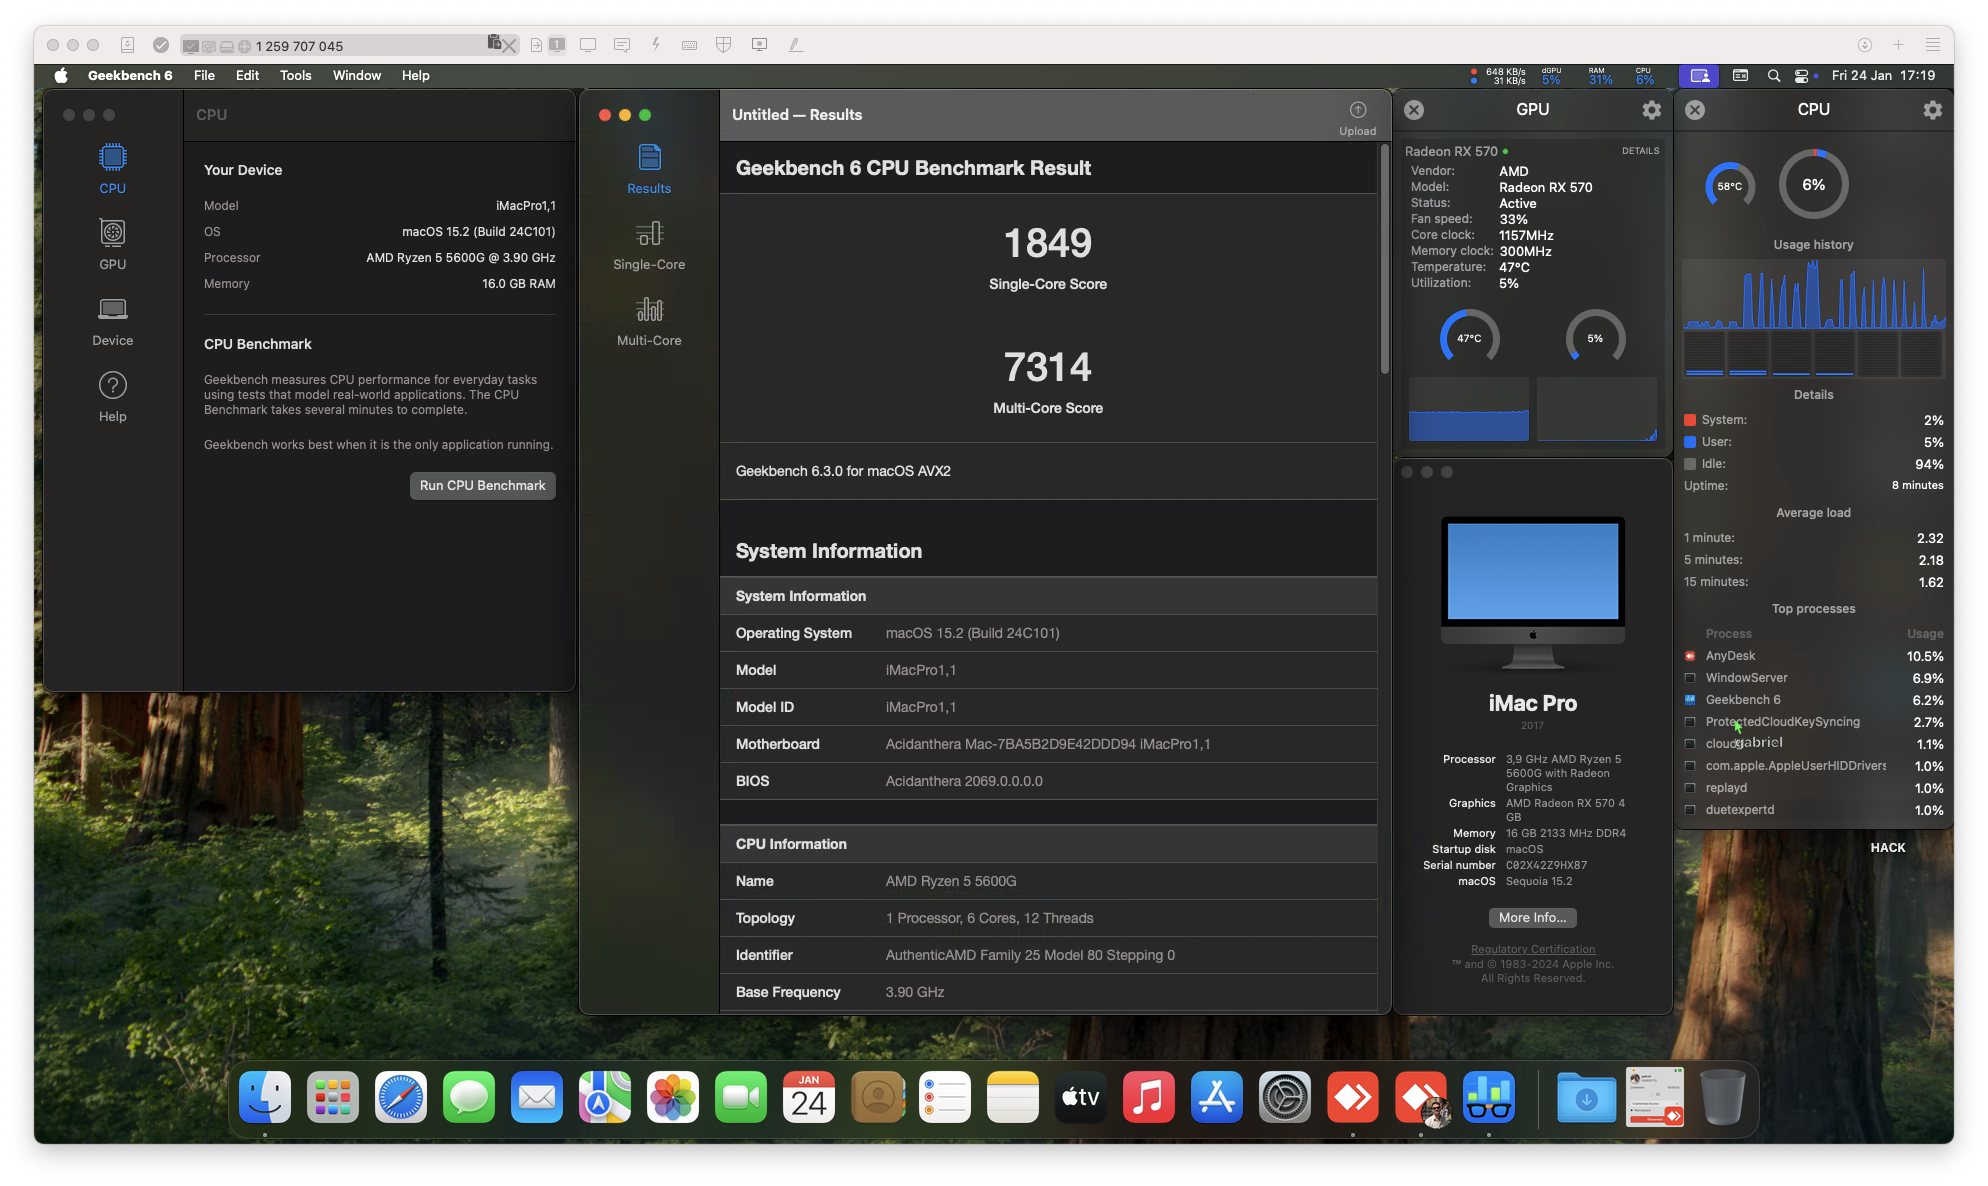 1 259 707 045
1
Geekbench 6 File Edit Tools Window Help
648 KB/s
31 KB/s
dGPU
5%
RAM
31%
CPU
6%
Fri 24 Jan 17:19
CPU
GPU
Device
Help
CPU
Your Device
Model iMacPro1,1
OS macOS 15.2 (Build 24C101)
Processor AMD Ryzen 5 5600G @ 3.90 GHz
Memory 16.0 GB RAM
CPU Benchmark
Geekbench measures CPU performance for everyday tasks
using tests that model real-world applications. The CPU
Benchmark takes several minutes to complete.
Geekbench works best when it is the only application running.
Run CPU Benchmark
Results
Single-Core
Multi-Core
Untitled — Results
Upload
Geekbench 6 CPU Benchmark Result
1849
Single-Core Score
7314
Multi-Core Score
Geekbench 6.3.0 for macOS AVX2
System Information
System Information
Operating System macOS 15.2 (Build 24C101)
Model iMacPro1,1
Model ID iMacPro1,1
Motherboard Acidanthera Mac-7BA5B2D9E42DDD94 iMacPro1,1
BIOS Acidanthera 2069.0.0.0.0
CPU Information
Name AMD Ryzen 5 5600G
Topology 1 Processor, 6 Cores, 12 Threads
Identifier AuthenticAMD Family 25 Model 80 Stepping 0
Base Frequency 3.90 GHz
GPU
Radeon RX 570 DETAILS
Vendor: AMD
Model: Radeon RX 570
Status: Active
Fan speed: 33%
Core clock: 1157MHz
Memory clock: 300MHz
Temperature: 47°C
Utilization: 5%
47°C
5%
iMac Pro
2017
Processor 3,9 GHz AMD Ryzen 5
5600G with Radeon
Graphics
Graphics AMD Radeon RX 570 4
GB
Memory 16 GB 2133 MHz DDR4
Startup disk macOS
Serial number C02X42Z9HX87
macOS Sequoia 15.2
More Info...
Regulatory Certification
™ and © 1983-2024 Apple Inc.
All Rights Reserved.
CPU
58°C
6%
Usage history
Details
System: 2%
User: 5%
Idle: 94%
Uptime: 8 minutes
Average load
1 minute: 2.32
5 minutes: 2.18
15 minutes: 1.62
Top processes
Process Usage
AnyDesk 10.5%
WindowServer 6.9%
Geekbench 6 6.2%
ProtectedCloudKeySyncing 2.7%
1.1%
gabriel
com.apple.AppleUserHIDDrivers 1.0%
replayd 1.0%
duetexpertd 1.0%
HACK
JAN
24
tv